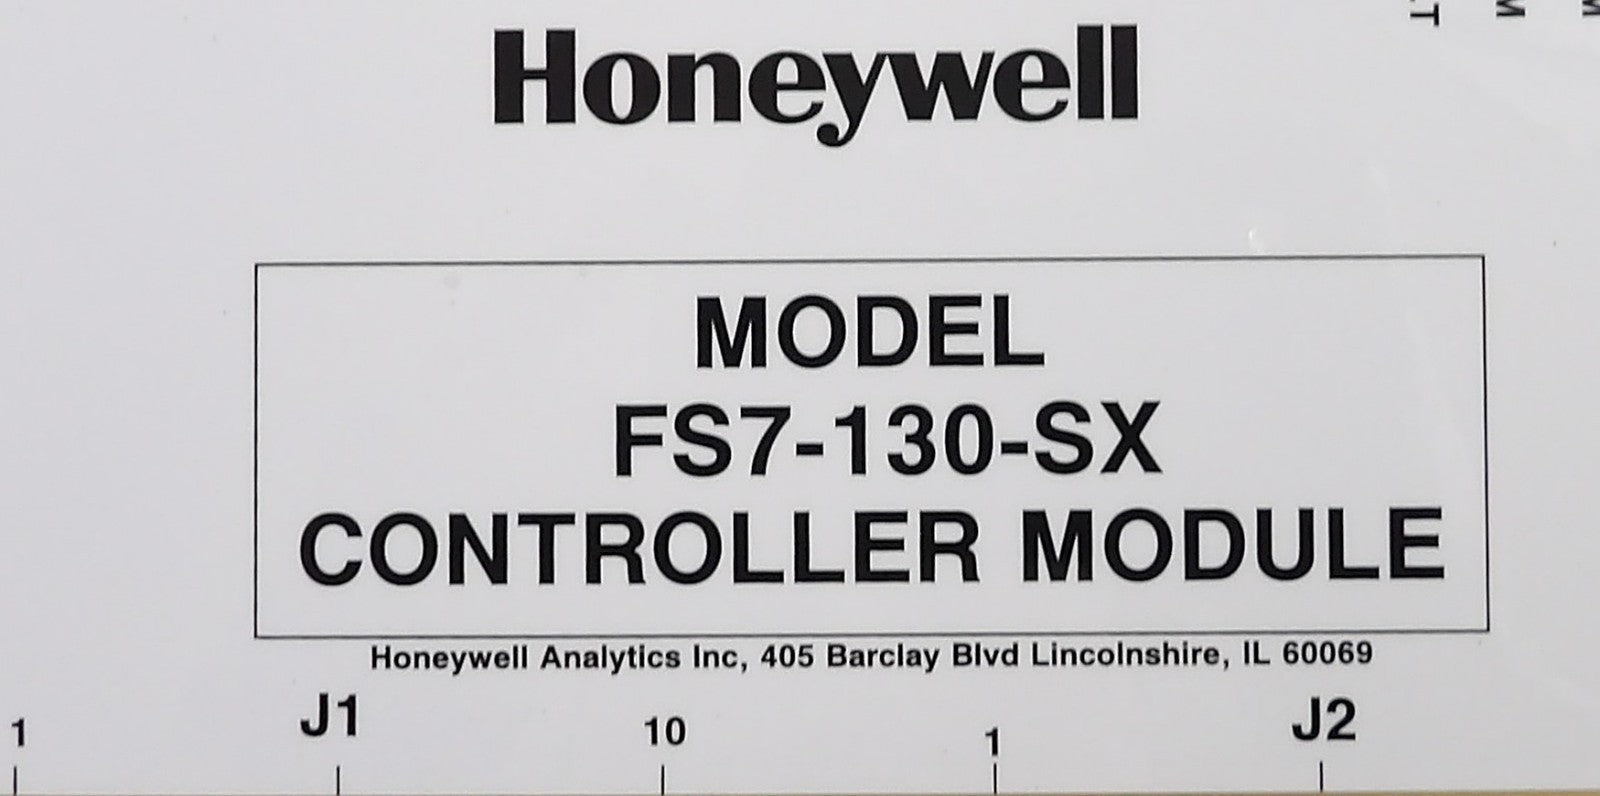 Honeywell
MODEL
FS7-130-SX
CONTROLLER MODULE
Honeywell Analytics Inc, 405 Barclay Blvd Lincolnshire, IL 60069
1 J1 10 1 J2